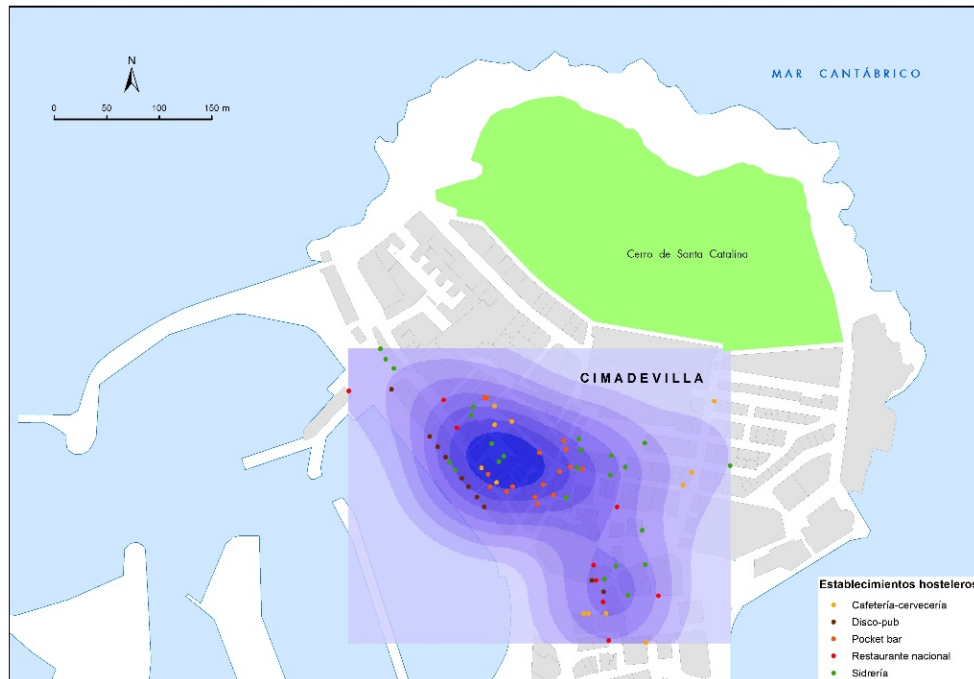 MAR CANTÁBRICO
N
0 50 100 150 m
Cerro de Santa Catalina
CIMADEVILLA
Establecimientos hosteleros
Cafetería-cervecería
Disco-pub
Pocket bar
Restaurante nacional
Sidrería